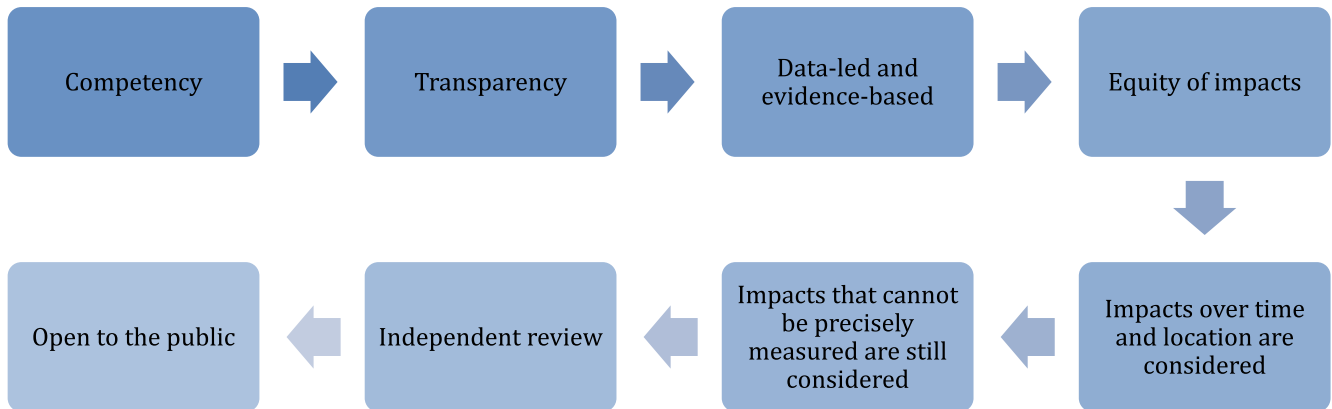 Competency
Transparency
Data-led and
evidence-based
Equity of impacts
Impacts over time
and location are
considered
Impacts that cannot
be precisely
measured are still
considered
Independent review
Open to the public